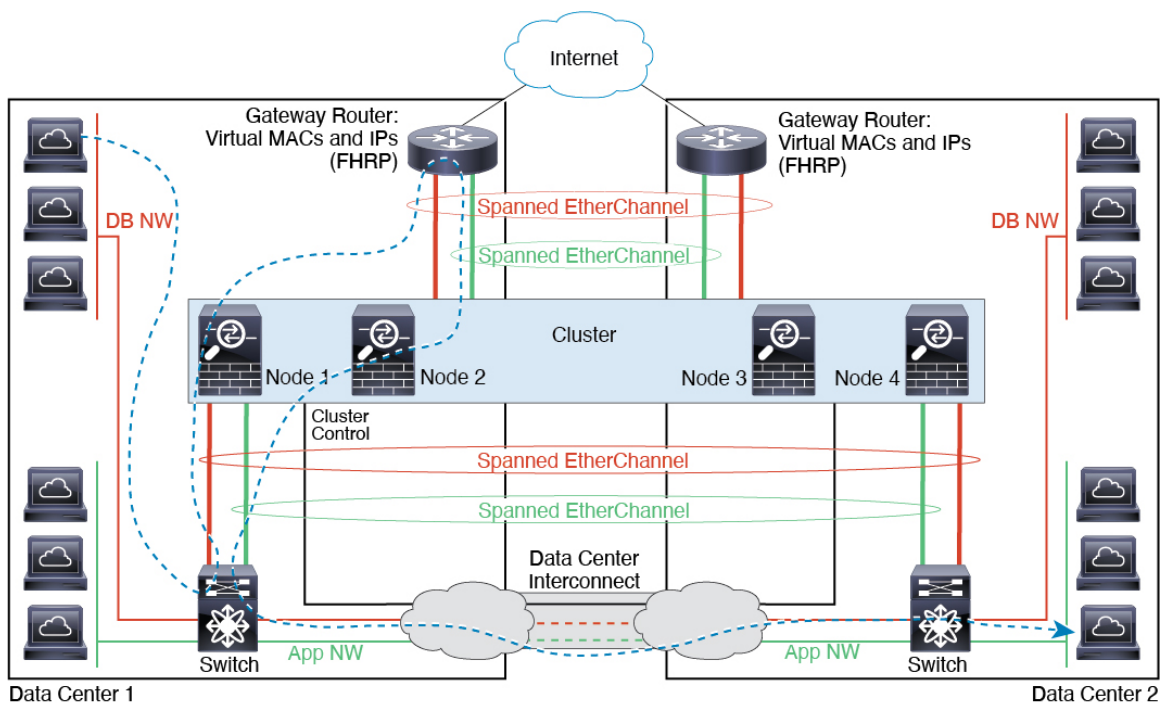 Internet
Gateway Router:
Virtual MACs and IPs
(FHRP)
Gateway Router:
Virtual MACs and IPs
(FHRP)
DB NW
Spanned EtherChannel
DB NW
Spanned EtherChannel
Cluster
Node 1
Node 2
Node 3
Node 4
Cluster
Control
Spanned EtherChannel
Spanned EtherChannel
Data Center
Interconnect
App NW
App NW
Switch
Switch
Data Center 1
Data Center 2